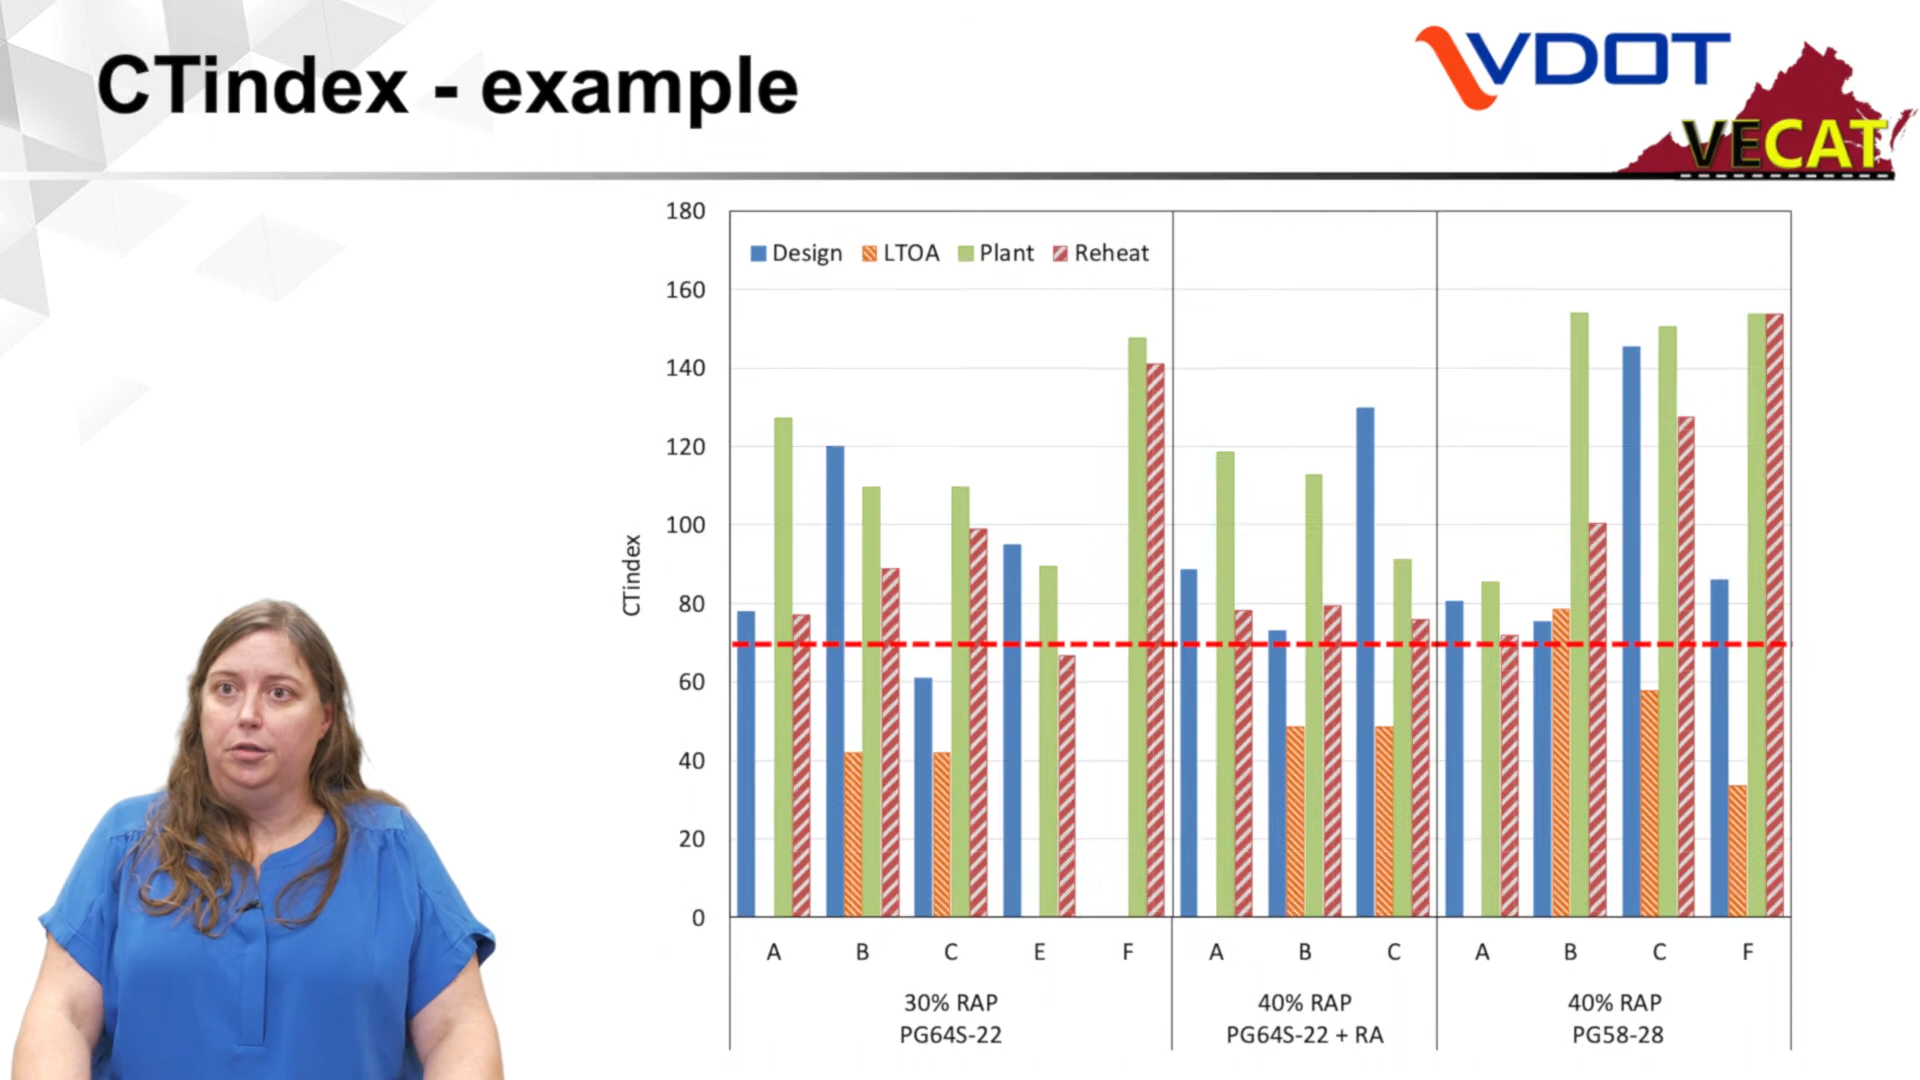 CTindex - example
VDOT
VECAT
180
160
140
120
100
80
60
40
20
0
CTindex
Design LTOA Plant Reheat
A B C E F A B C A B C F
30% RAP 40% RAP 40% RAP
PG64S-22 PG64S-22 + RA PG58-28